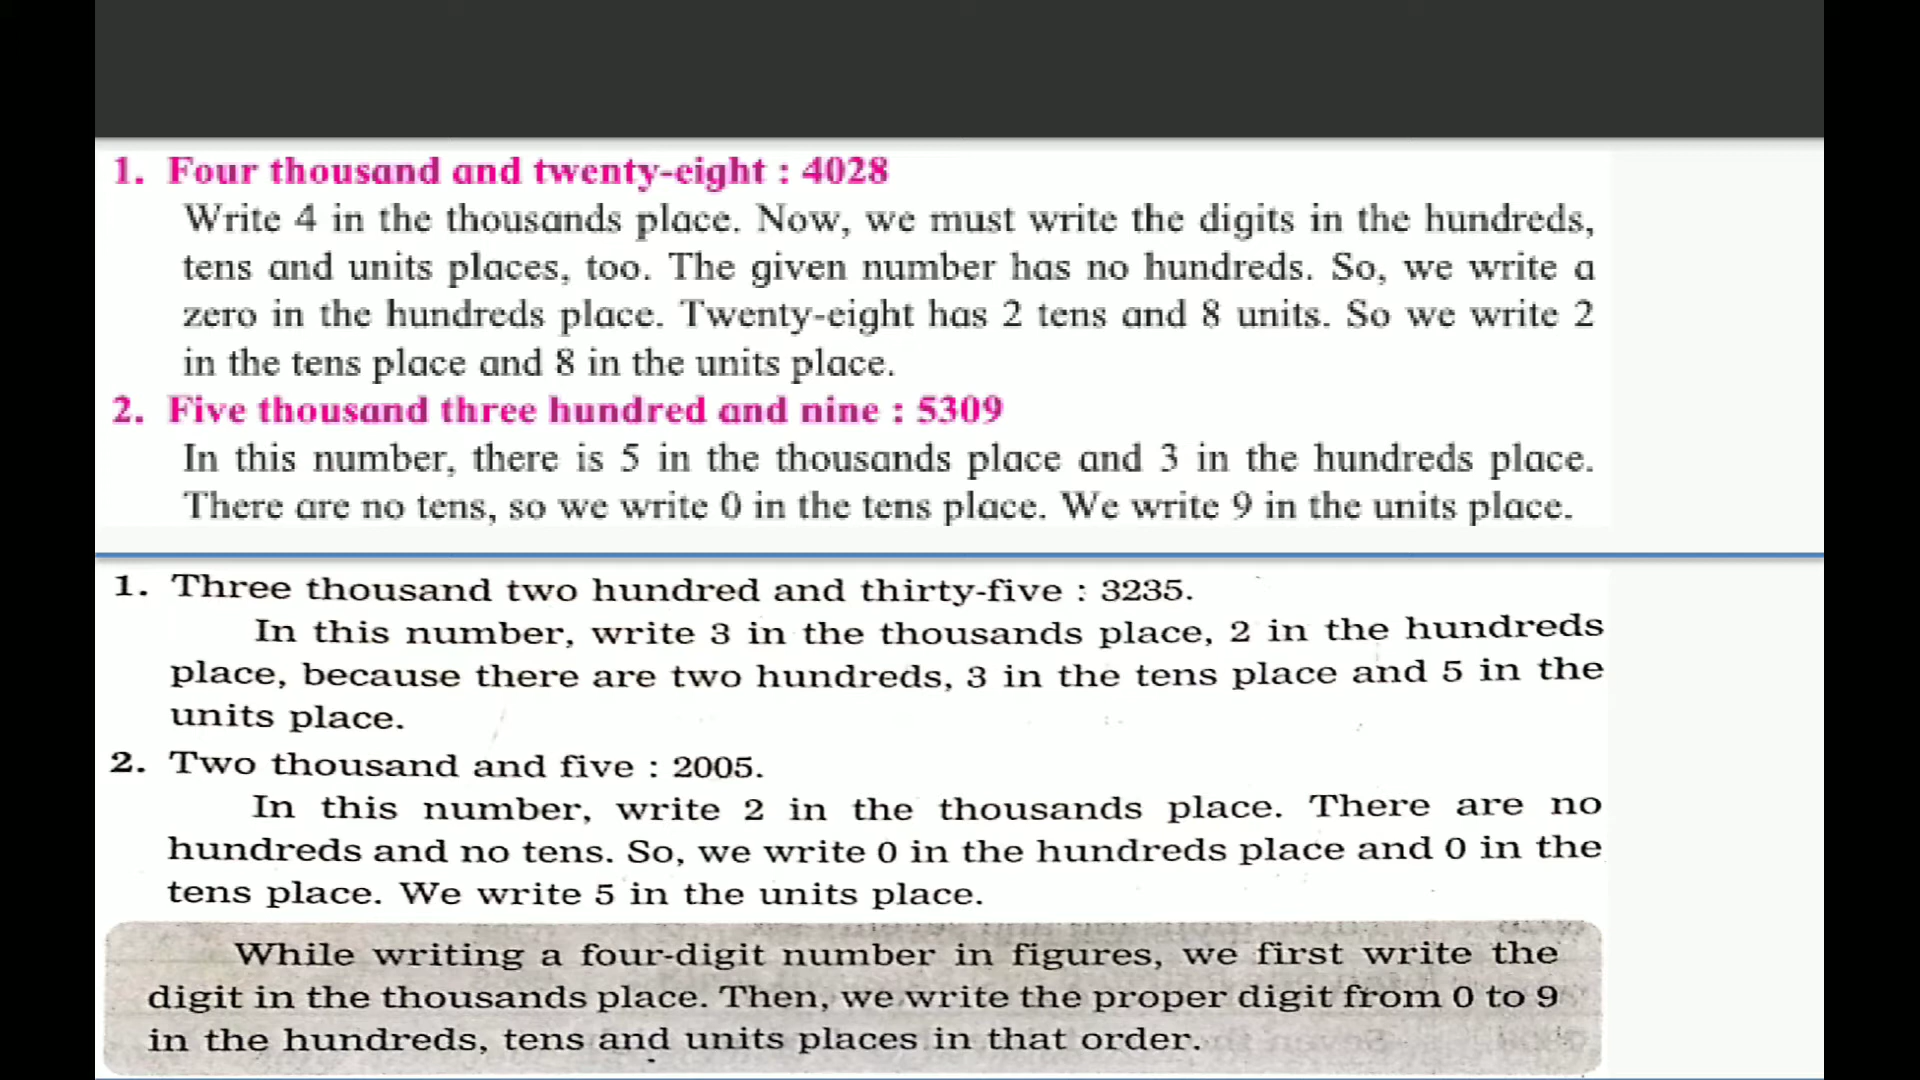 1. Four thousand and twenty-eight : 4028
Write 4 in the thousands place. Now, we must write the digits in the hundreds,
tens and units places, too. The given number has no hundreds. So, we write a
zero in the hundreds place. Twenty-eight has 2 tens and 8 units. So we write 2
in the tens place and 8 in the units place.
2. Five thousand three hundred and nine : 5309
In this number, there is 5 in the thousands place and 3 in the hundreds place.
There are no tens, so we write 0 in the tens place. We write 9 in the units place.
1. Three thousand two hundred and thirty-five : 3235.
In this number, write 3 in the thousands place, 2 in the hundreds
place, because there are two hundreds, 3 in the tens place and 5 in the
units place.
2. Two thousand and five : 2005.
In this number, write 2 in the thousands place. There are no
hundreds and no tens. So, we write 0 in the hundreds place and 0 in the
tens place. We write 5 in the units place.
While writing a four-digit number in figures, we first write the
digit in the thousands place. Then, we write the proper digit from 0 to 9
in the hundreds, tens and units places in that order.